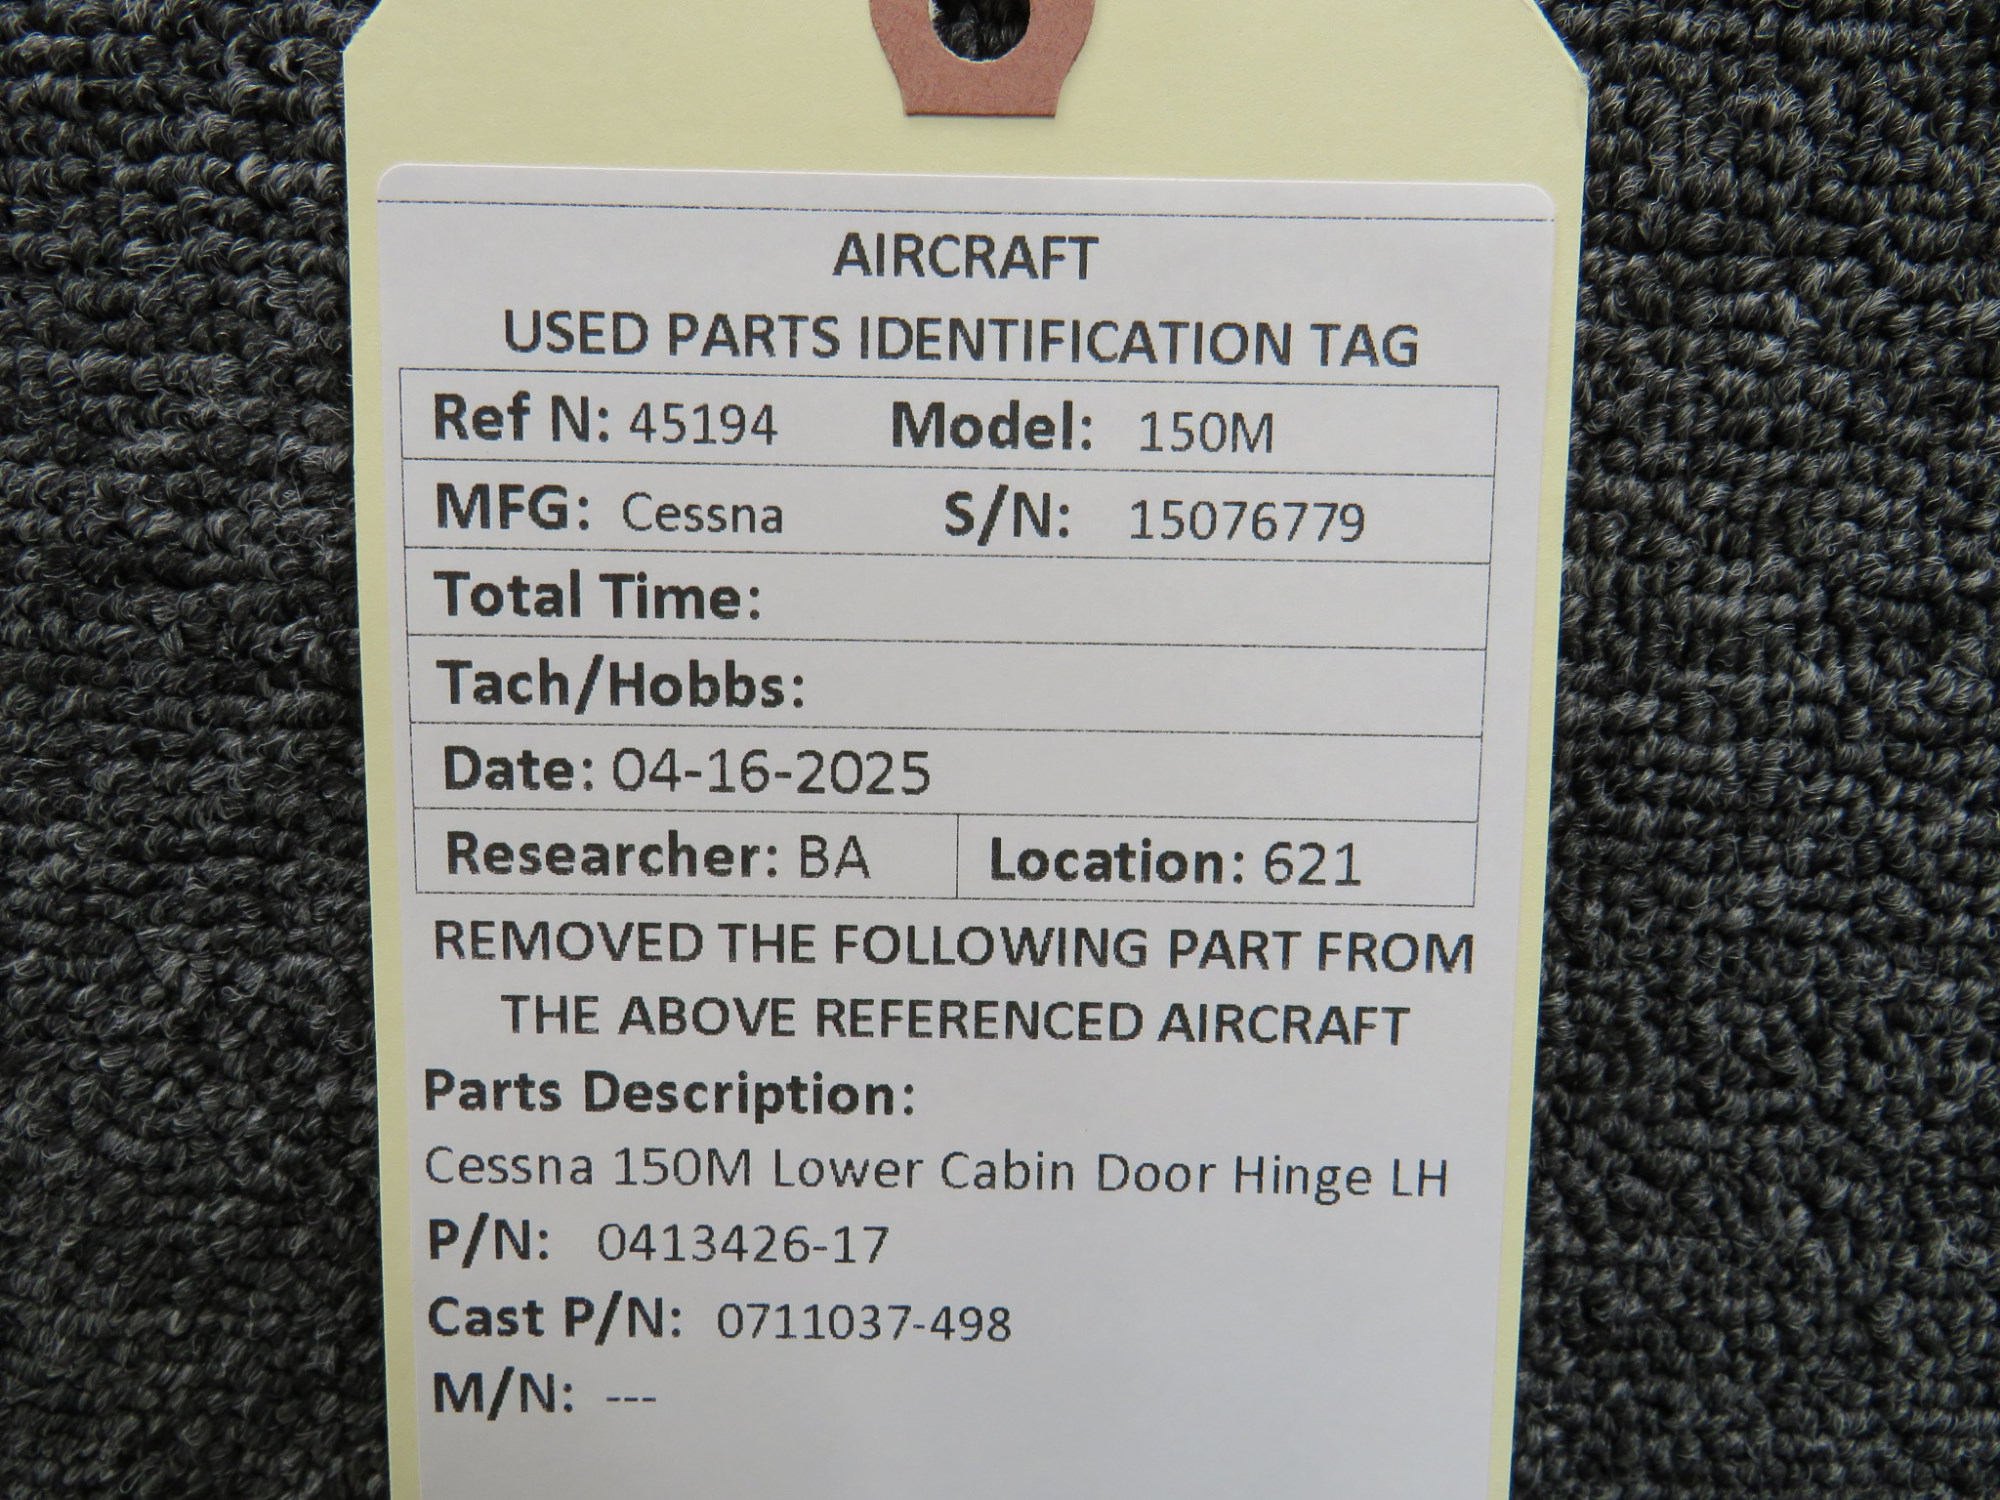 AIRCRAFT
USED PARTS IDENTIFICATION TAG
Ref N: 45194 Model: 150M
MFG: Cessna S/N: 15076779
Total Time:
Tach/Hobbs:
Date: 04-16-2025
Researcher: BA Location: 621
REMOVED THE FOLLOWING PART FROM
THE ABOVE REFERENCED AIRCRAFT
Parts Description:
Cessna 150M Lower Cabin Door Hinge LH
P/N: 0413426-17
Cast P/N: 0711037-498
M/N: ---